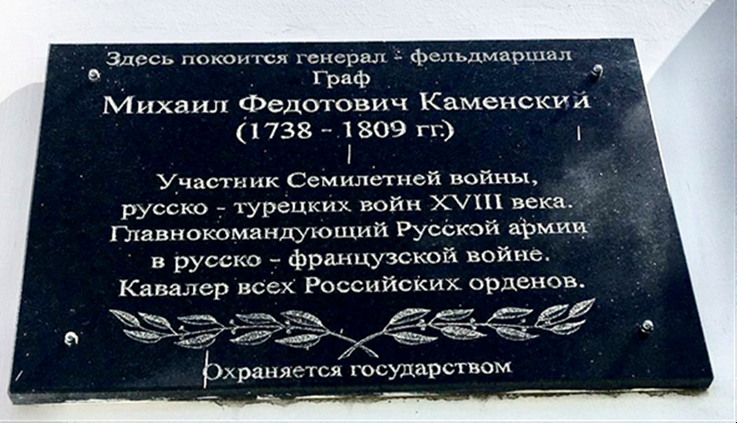 Здесь покоится генерал - фельдмаршал
Граф
Михаил Федотович Каменский
(1738 - 1809 гг.)
Участник Семилетней войны,
русско - турецких войн XVIII века.
Главнокомандующий Русской армии
в русско - французской войне.
Кавалер всех Российских орденов.
Охраняется государством